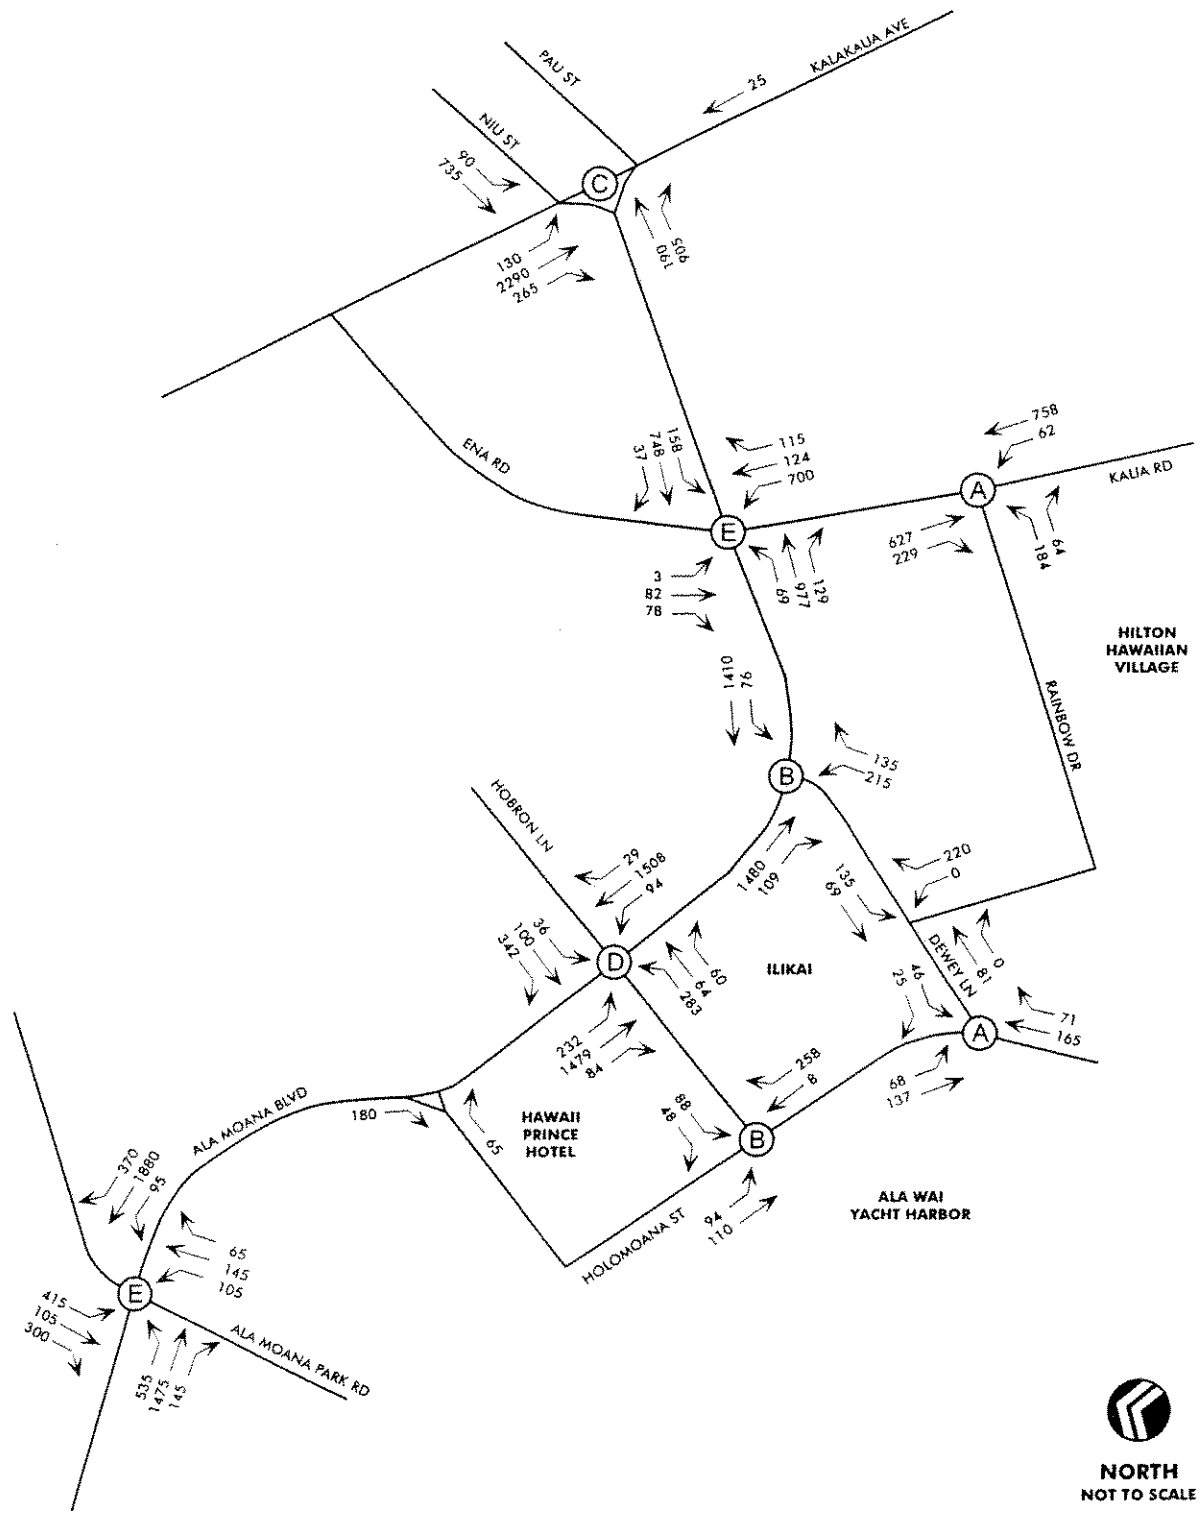 PAU ST
KALAKAUA AVE
25
NIU ST
90
735
C
130
2290
265
190
905
ENA RD
158
748
37
115
124
700
758
62
A
KALIA RD
E
627
229
64
184
3
82
78
69
977
129
HILTON
HAWAIIAN
VILLAGE
1410
76
RAINBOW DR
135
215
B
HOBRON LN
1480
109
220
0
29
1508
94
135
69
36
100
342
D
60
64
283
ILIKAI
DEWEY LN
0
81
46
25
71
165
A
232
1479
84
258
8
68
137
ALA MOANA BLVD
180
65
HAWAII
PRINCE
HOTEL
88
48
B
94
110
ALA WAI
YACHT HARBOR
HOLOMOANA ST
370
1880
95
65
145
105
E
415
105
300
ALA MOANA PARK RD
535
1475
145
NORTH
NOT TO SCALE